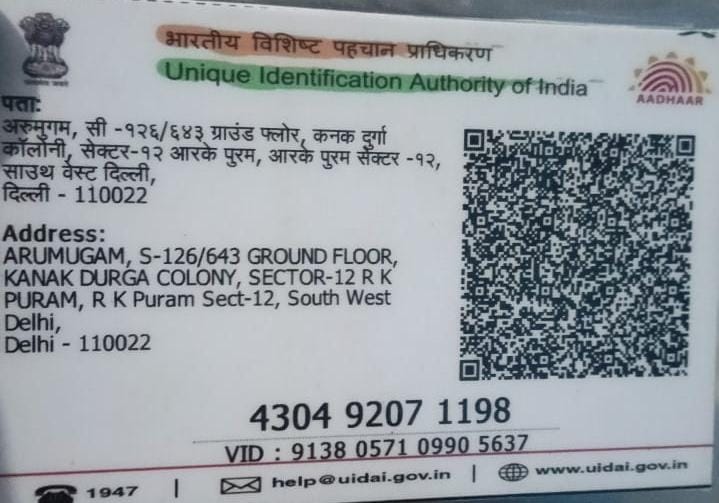 भारतीय विशिष्ट पहचान प्राधिकरण
Unique Identification Authority of India
AADHAAR
पता:
अरुमुगम, सी -१२६/६४३ ग्राउंड फ्लोर, कनक दुर्गा
कॉलोनी, सेक्टर-१२ आरके पुरम, आरके पुरम सेक्टर -१२,
साउथ वेस्ट दिल्ली,
दिल्ली - 110022
Address:
ARUMUGAM, S-126/643 GROUND FLOOR,
KANAK DURGA COLONY, SECTOR-12 R K
PURAM, R K Puram Sect-12, South West
Delhi,
Delhi - 110022
4304 9207 1198
VID : 9138 0571 0990 5637
1947 | help@uidai.gov.in | www.uidai.gov.in